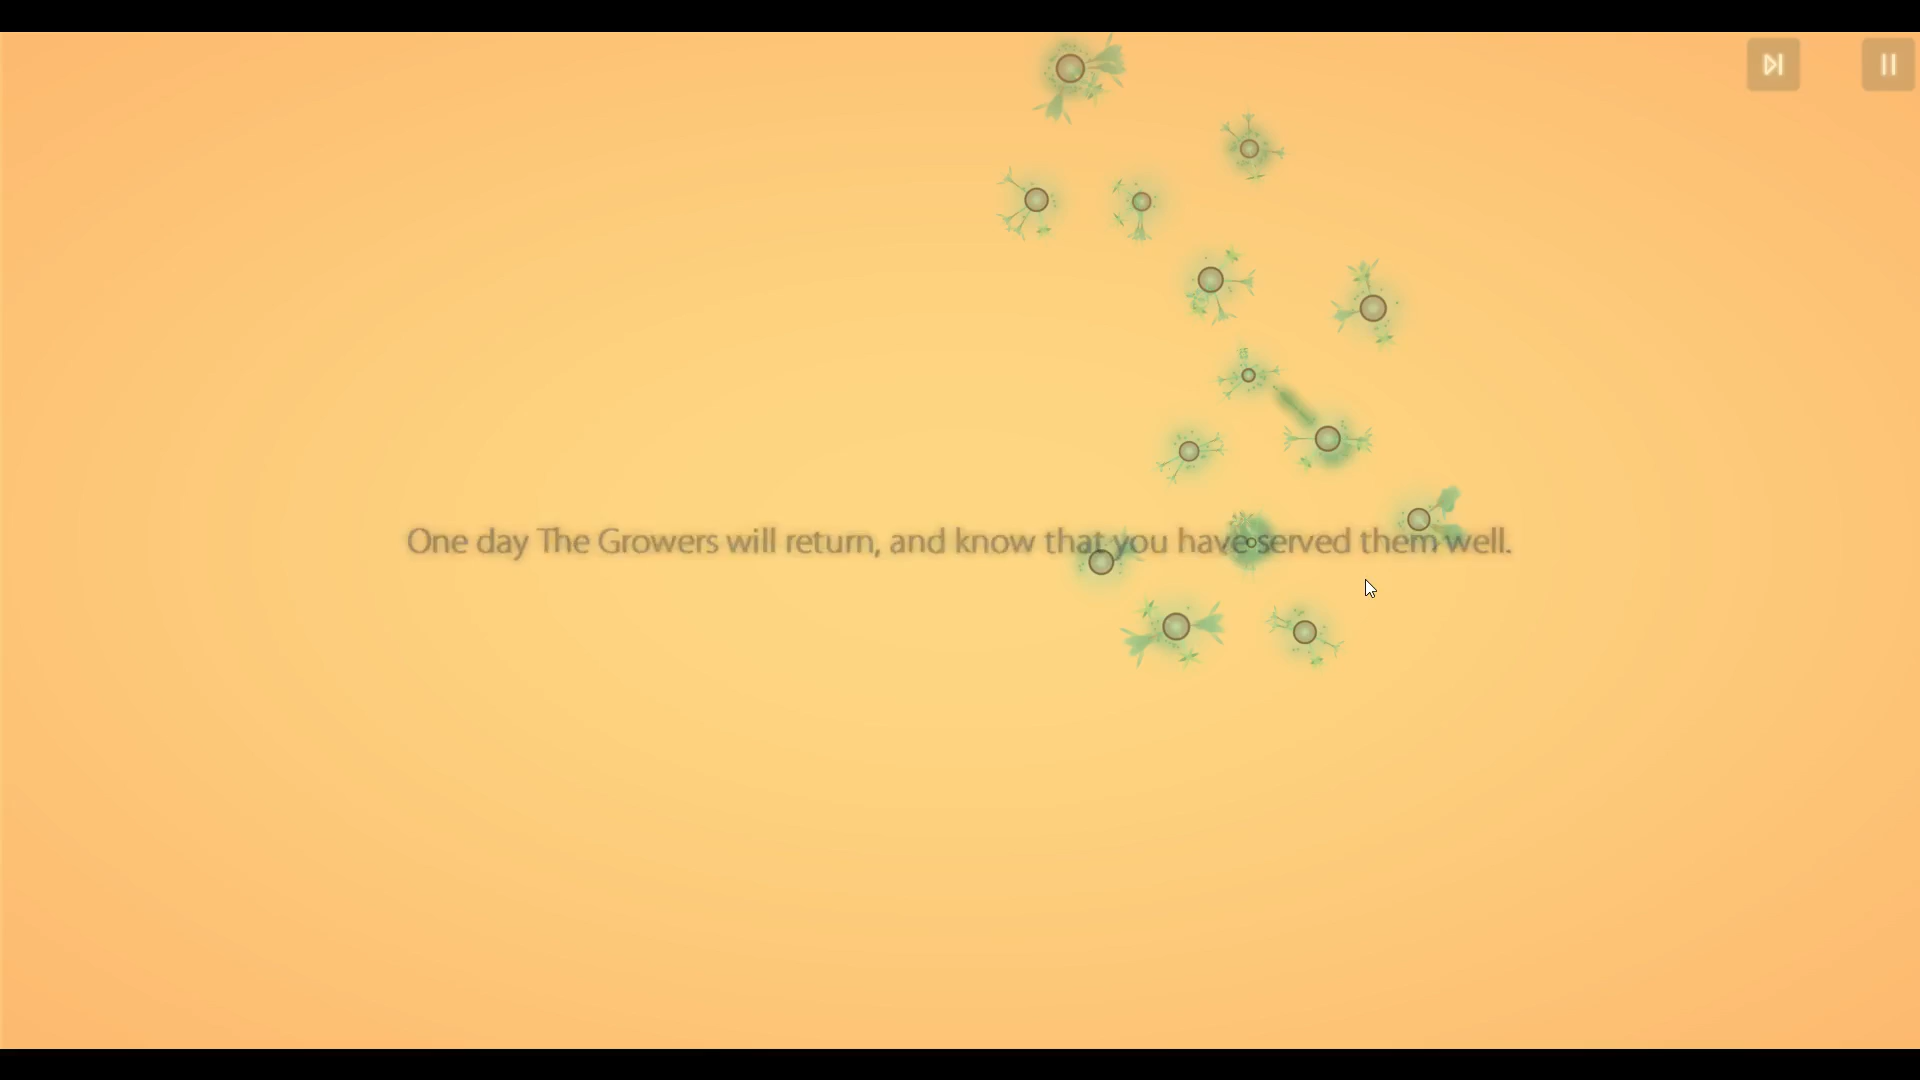 One day The Growers will return, and know that you have served them well.